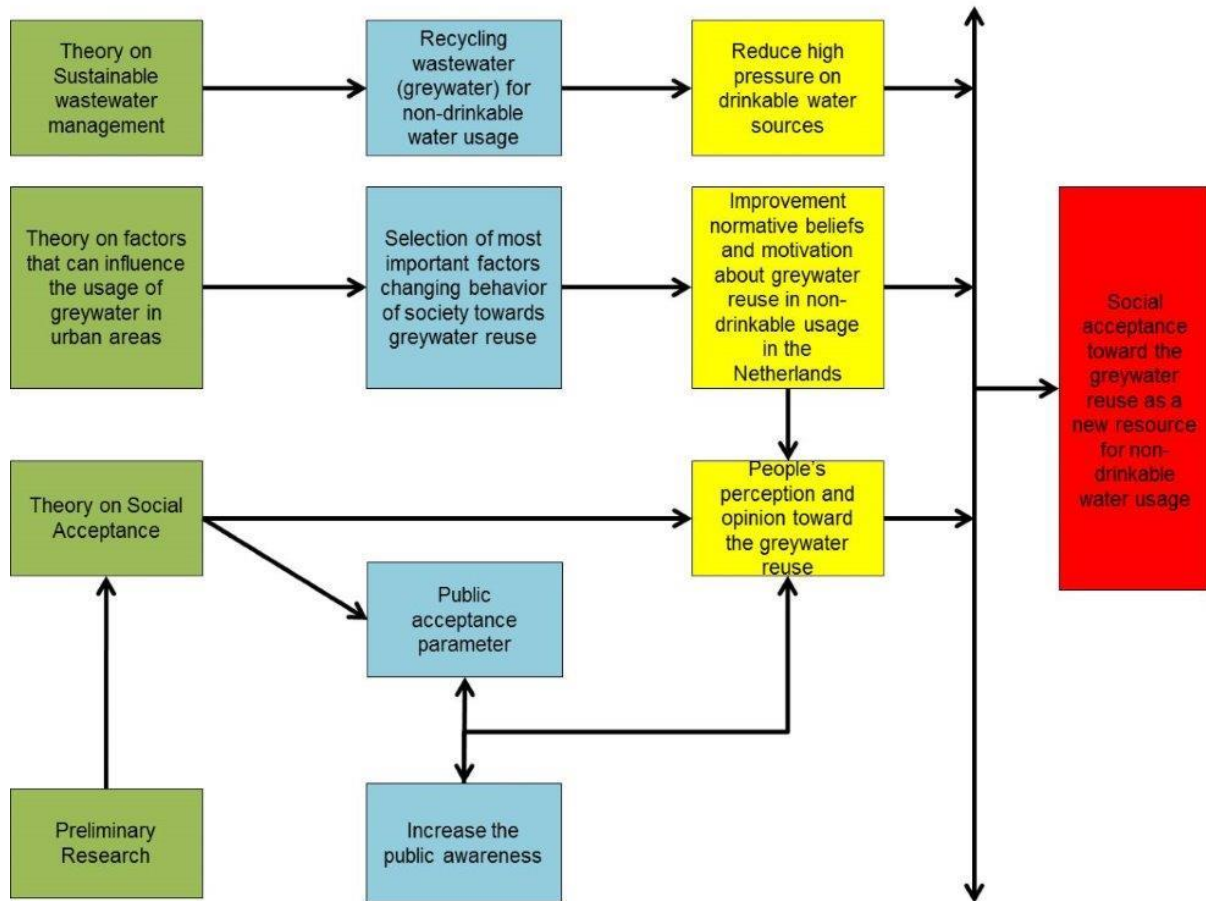 Theory on
Sustainable
wastewater
management
Recycling
wastewater
(greywater) for
non-drinkable
water usage
Reduce high
pressure on
drinkable water
sources
Theory on factors
that can influence
the usage of
greywater in
urban areas
Selection of most
important factors
changing behavior
of society towards
greywater reuse
Improvement
normative beliefs
and motivation
about greywater
reuse in non-
drinkable usage
in the
Netherlands
Social
acceptance
toward the
greywater
reuse as a
new resource
for non-
drinkable
water usage
Theory on Social
Acceptance
People's
perception and
opinion toward
the greywater
reuse
Public
acceptance
parameter
Preliminary
Research
Increase the
public awareness